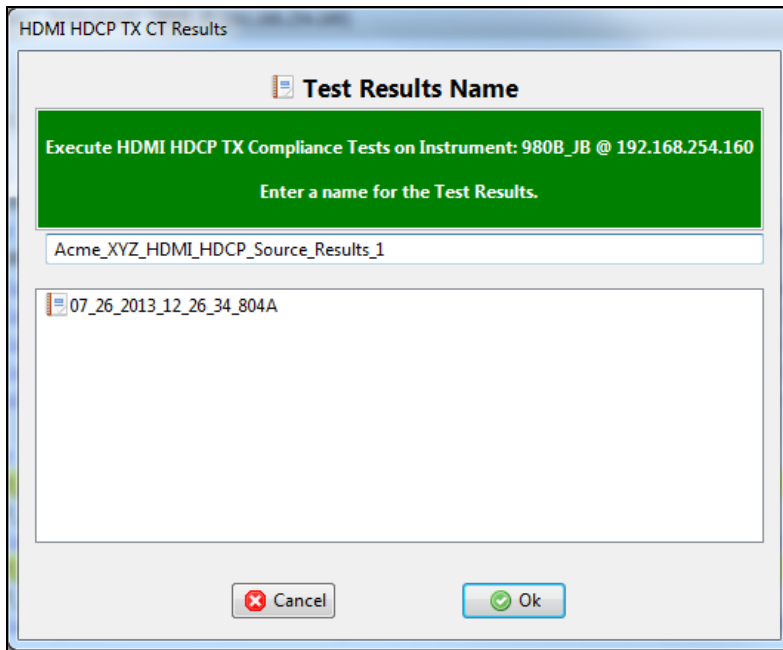 HDMI HDCP TX CT Results
Test Results Name
Execute HDMI HDCP TX Compliance Tests on Instrument: 980B_JB @ 192.168.254.160
Enter a name for the Test Results.
Acme_XYZ_HDMI_HDCP_Source_Results_1
07_26_2013_12_26_34_804A
Cancel
Ok